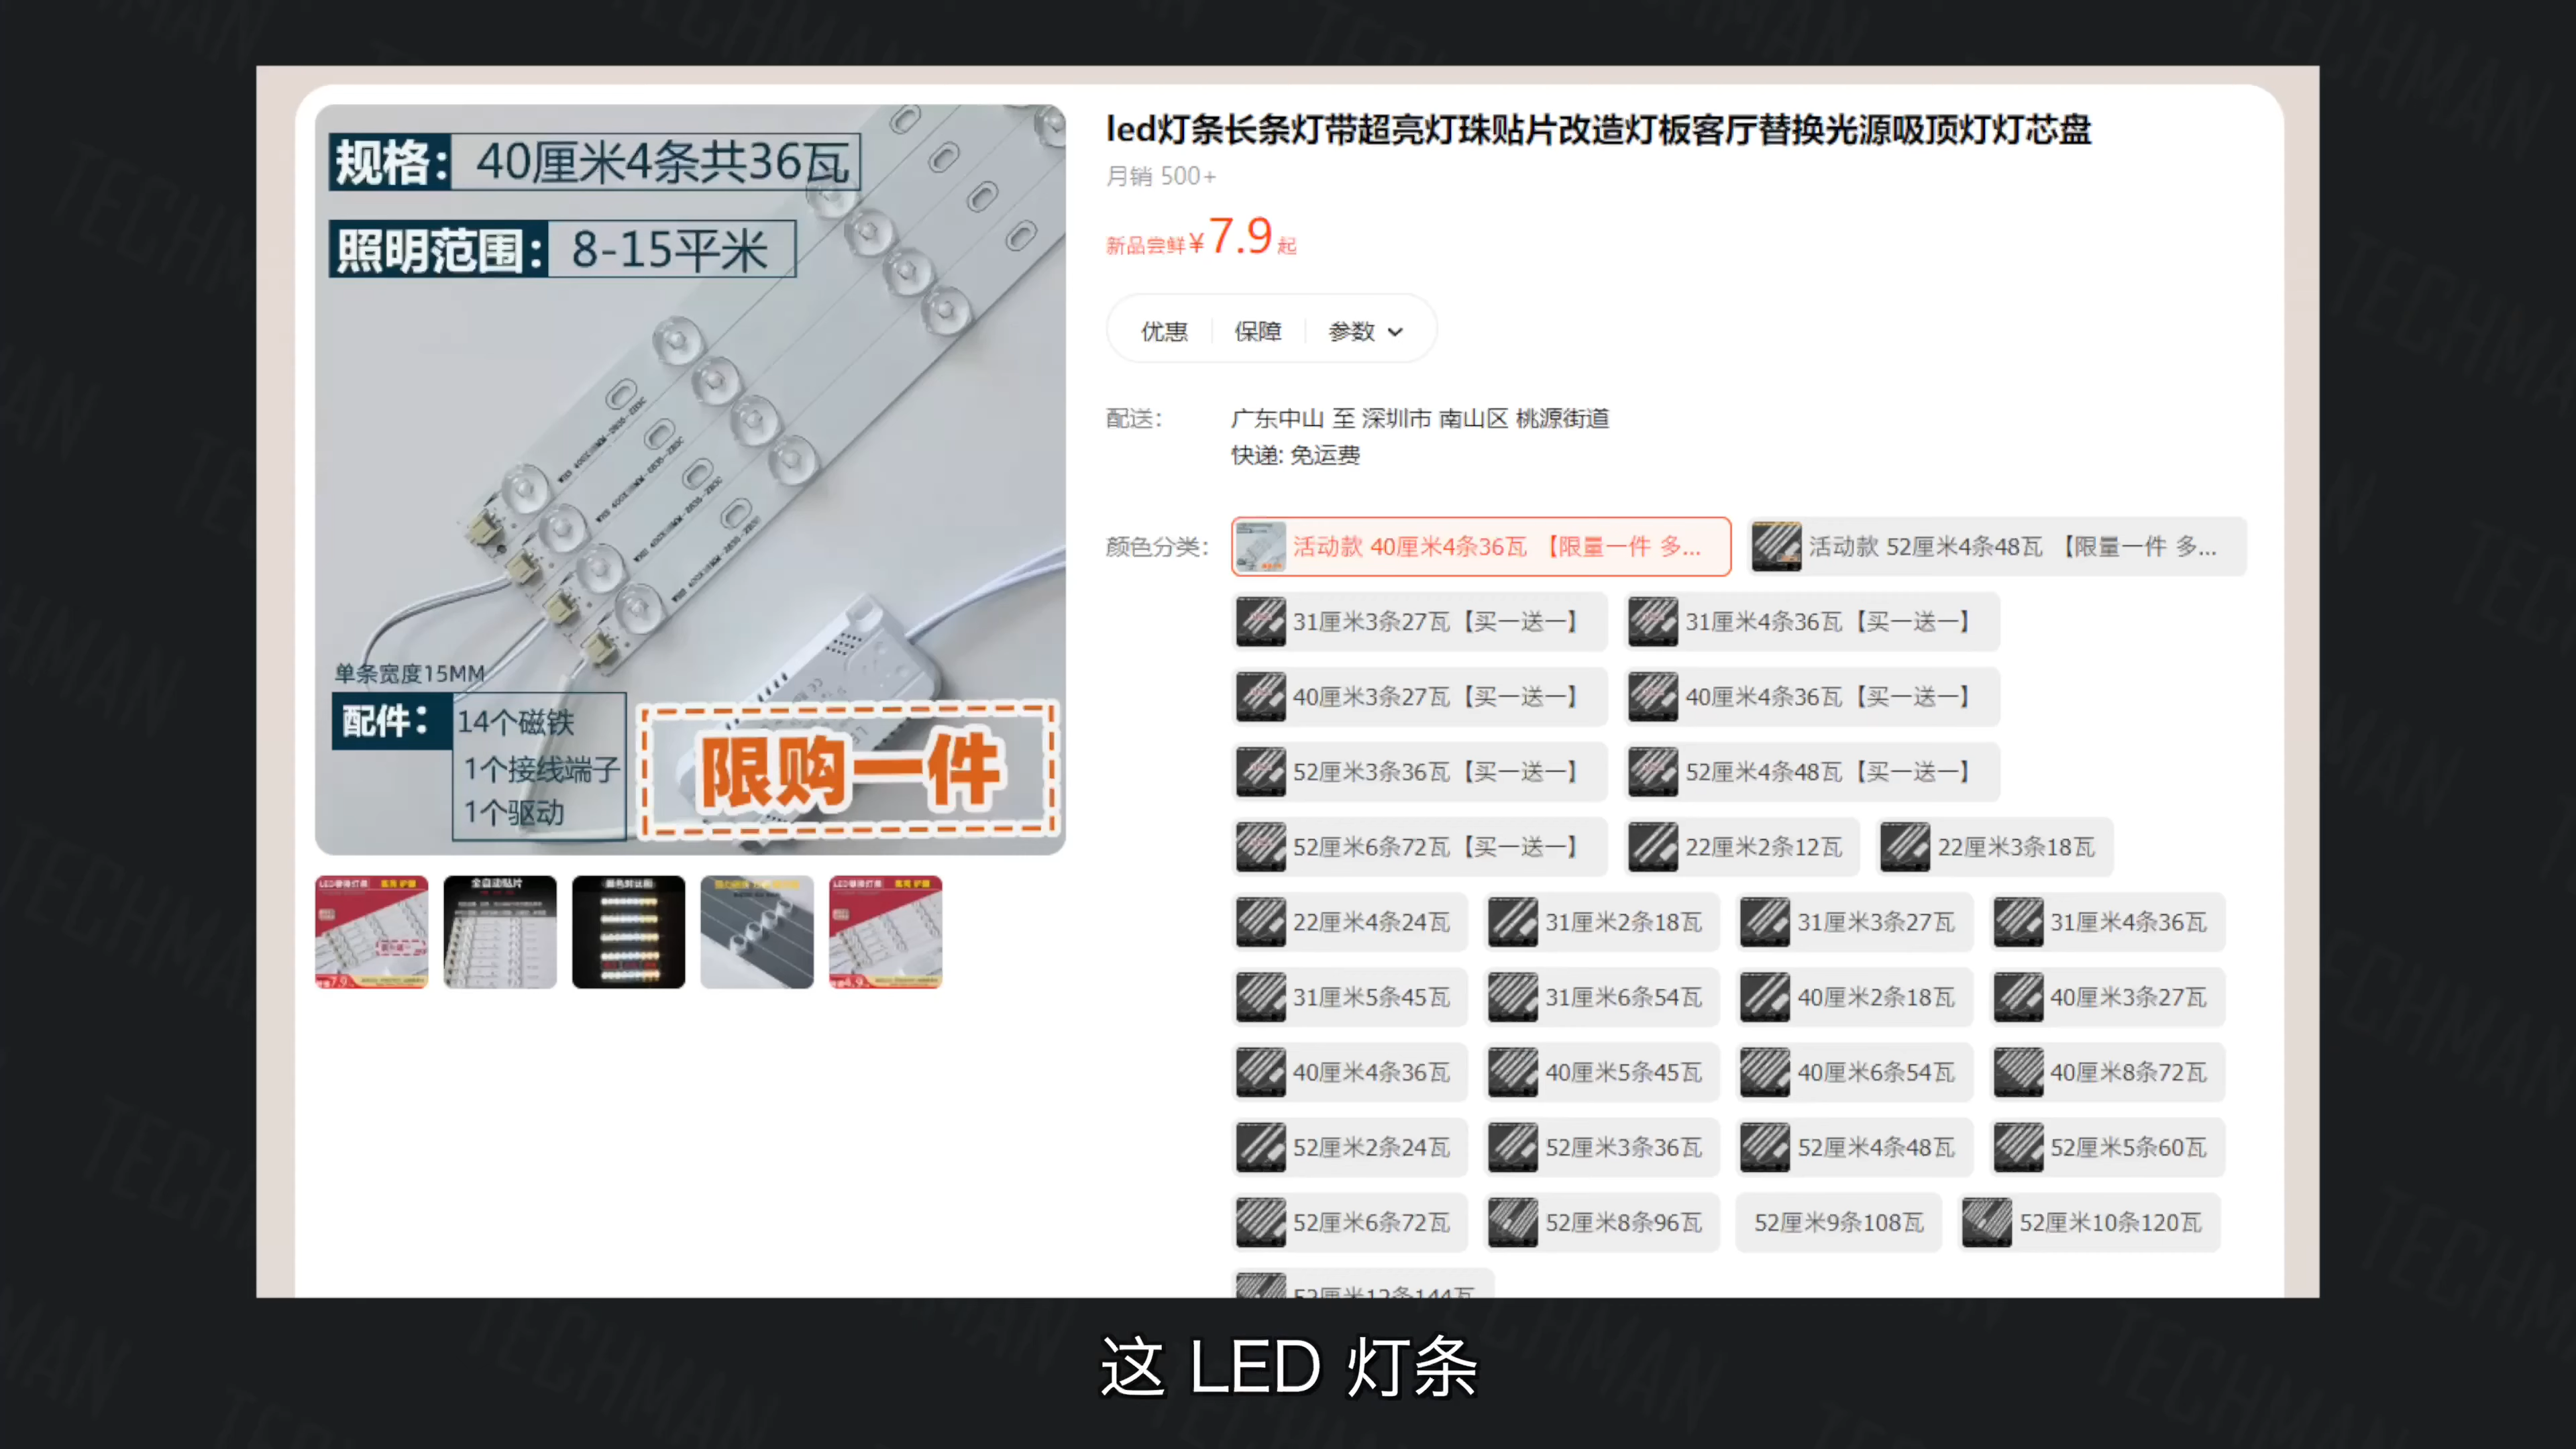 led灯条长条灯带超亮灯珠贴片改造灯板客厅替换光源吸顶灯灯芯盘
月销 500+
新品尝鲜¥7.9起
优惠 保障 参数
配送： 广东中山 至 深圳市 南山区 桃源街道
快递: 免运费
规格： 40厘米4条共36瓦
照明范围： 8-15平米
单条宽度15MM
配件： 14个磁铁
1个接线端子
1个驱动
限购一件
全自动贴片
颜色分类： 活动款 40厘米4条36瓦 【限量一件 多... 活动款 52厘米4条48瓦 【限量一件 多...
31厘米3条27瓦【买一送一】 31厘米4条36瓦【买一送一】
40厘米3条27瓦【买一送一】 40厘米4条36瓦【买一送一】
52厘米3条36瓦【买一送一】 52厘米4条48瓦【买一送一】
52厘米6条72瓦【买一送一】 22厘米2条12瓦 22厘米3条18瓦
22厘米4条24瓦 31厘米2条18瓦 31厘米3条27瓦 31厘米4条36瓦
31厘米5条45瓦 31厘米6条54瓦 40厘米2条18瓦 40厘米3条27瓦
40厘米4条36瓦 40厘米5条45瓦 40厘米6条54瓦 40厘米8条72瓦
52厘米2条24瓦 52厘米3条36瓦 52厘米4条48瓦 52厘米5条60瓦
52厘米6条72瓦 52厘米8条96瓦 52厘米9条108瓦 52厘米10条120瓦
52厘米12条144瓦
这 LED 灯条
TECHMAN